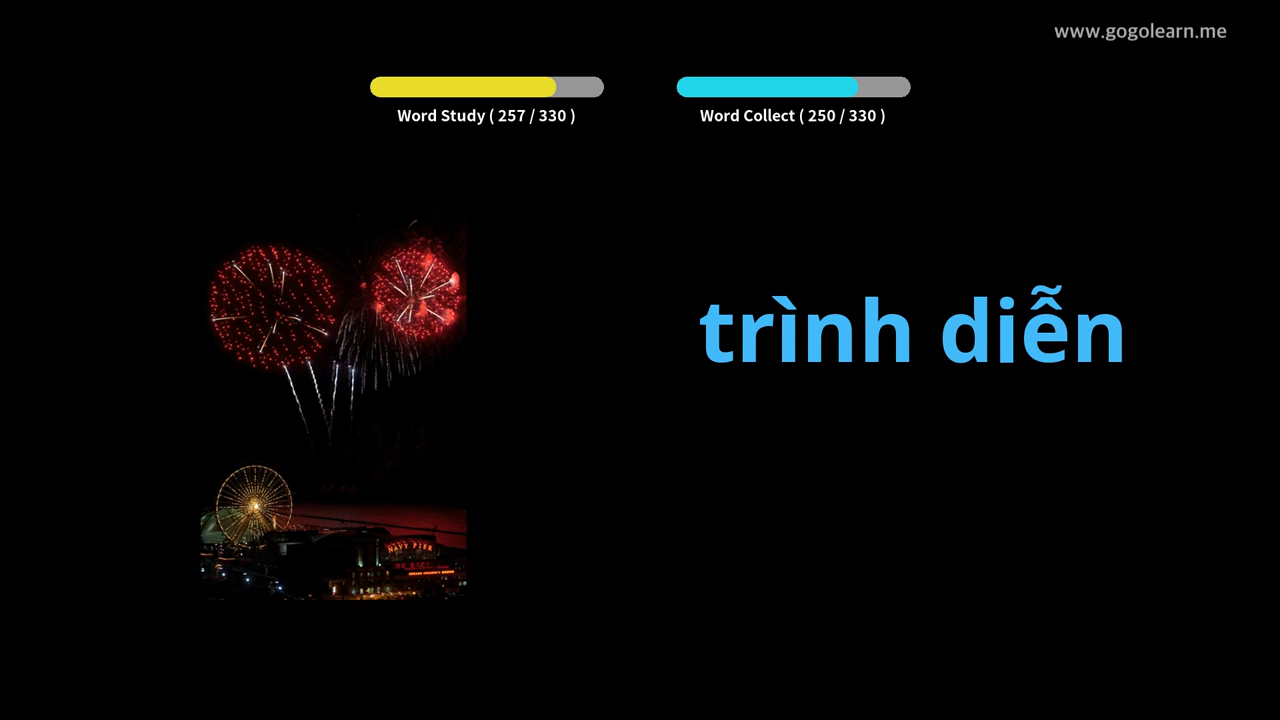 www.gogolearn.me
Word Study ( 257 / 330 )
Word Collect ( 250 / 330 )
trình diễn
NAVY PIER